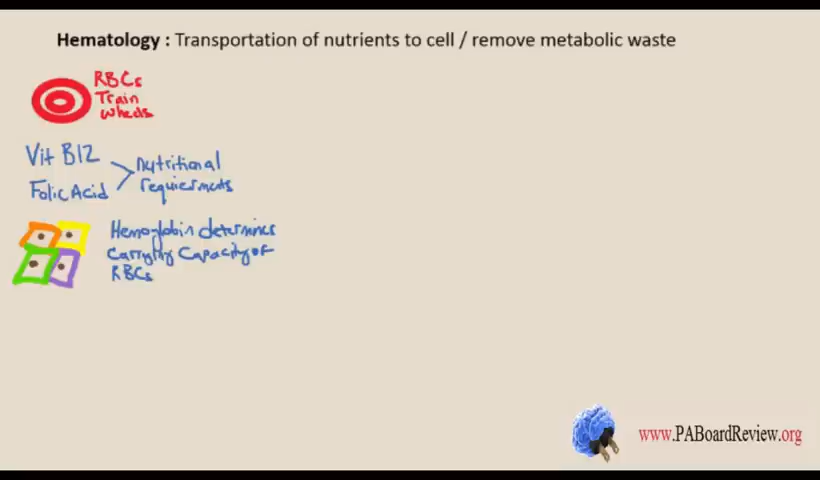 Hematology : Transportation of nutrients to cell / remove metabolic waste
RBCs
Train
Wheels
Vit B12
Folic Acid
nutritional
requierments
Hemoglobin determines
Carrying Capacity of
RBCs
www.PABoardReview.org